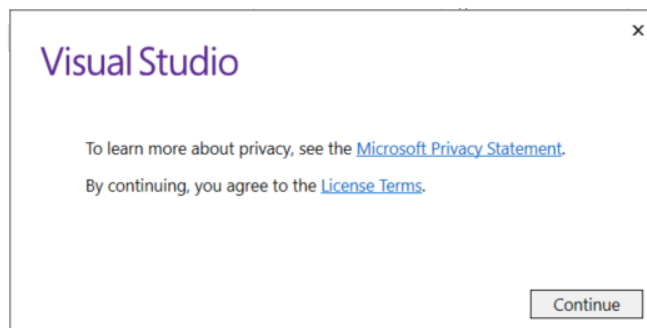 Visual Studio
To learn more about privacy, see the Microsoft Privacy Statement.
By continuing, you agree to the License Terms.
Continue